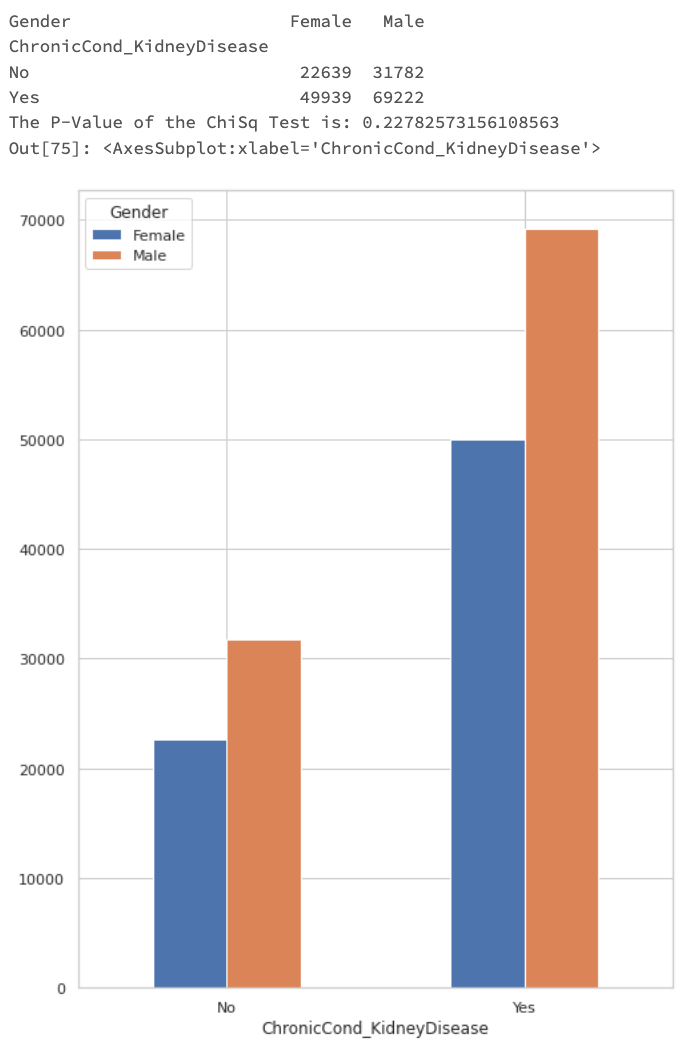 Gender Female Male
ChronicCond_KidneyDisease
No 22639 31782
Yes 49939 69222
The P-Value of the ChiSq Test is: 0.22782573156108563
Out[75]: <AxesSubplot:xlabel='ChronicCond_KidneyDisease'>
Gender
Female
Male
70000
60000
50000
40000
30000
20000
10000
0
No Yes
ChronicCond_KidneyDisease